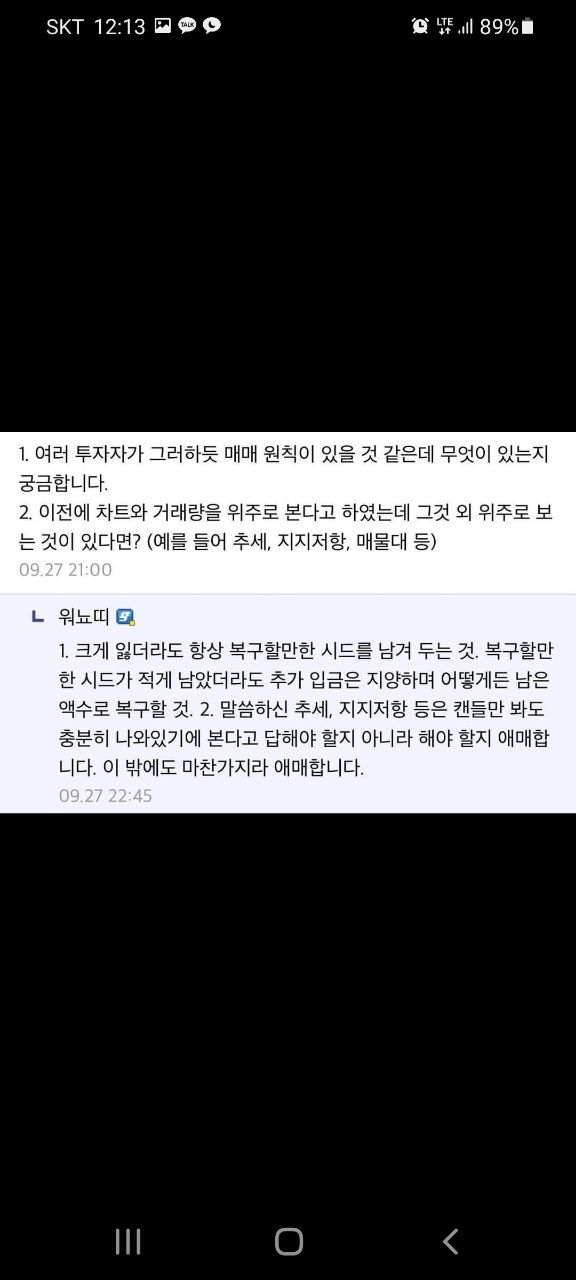 SKT 12:13 TALK LTE 89%
1. 여러 투자자가 그러하듯 매매 원칙이 있을 것 같은데 무엇이 있는지
궁금합니다.
2. 이전에 차트와 거래량을 위주로 본다고 하였는데 그것 외 위주로 보
는 것이 있다면? (예를 들어 추세, 지지저항, 매물대 등)
09.27 21:00
워뇨띠
1. 크게 잃더라도 항상 복구할만한 시드를 남겨 두는 것. 복구할만
한 시드가 적게 남았더라도 추가 입금은 지양하며 어떻게든 남은
액수로 복구할 것. 2. 말씀하신 추세, 지지저항 등은 캔들만 봐도
충분히 나와있기에 본다고 답해야 할지 아니라 해야 할지 애매합
니다. 이 밖에도 마찬가지라 애매합니다.
09.27 22:45